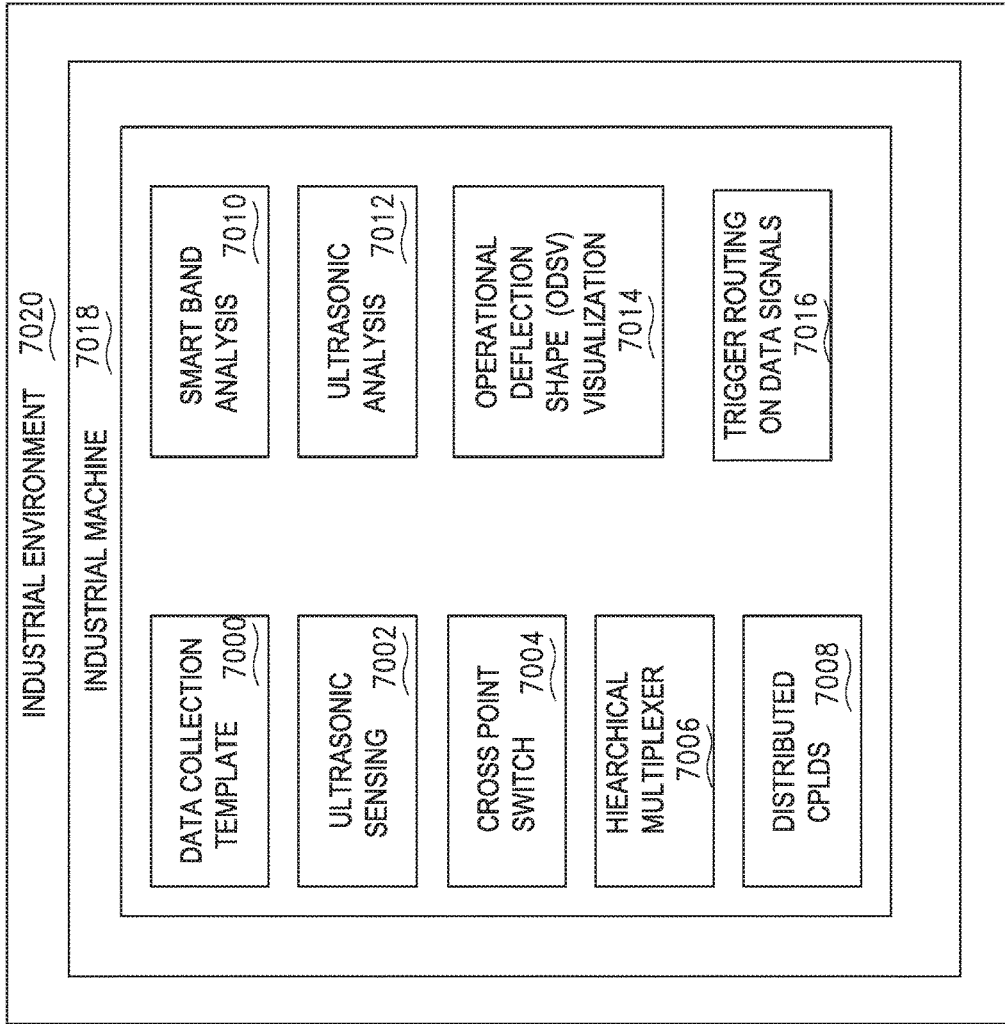 INDUSTRIAL ENVIRONMENT 7020
INDUSTRIAL MACHINE 7018
DATA COLLECTION
TEMPLATE 7000
ULTRASONIC
SENSING 7002
CROSS POINT
SWITCH 7004
HIEARCHICAL
MULTIPLEXER
7006
DISTRIBUTED
CPLDS 7008
SMART BAND
ANALYSIS 7010
ULTRASONIC
ANALYSIS 7012
OPERATIONAL
DEFLECTION
SHAPE (ODSV)
VISUALIZATION
7014
TRIGGER ROUTING
ON DATA SIGNALS
7016